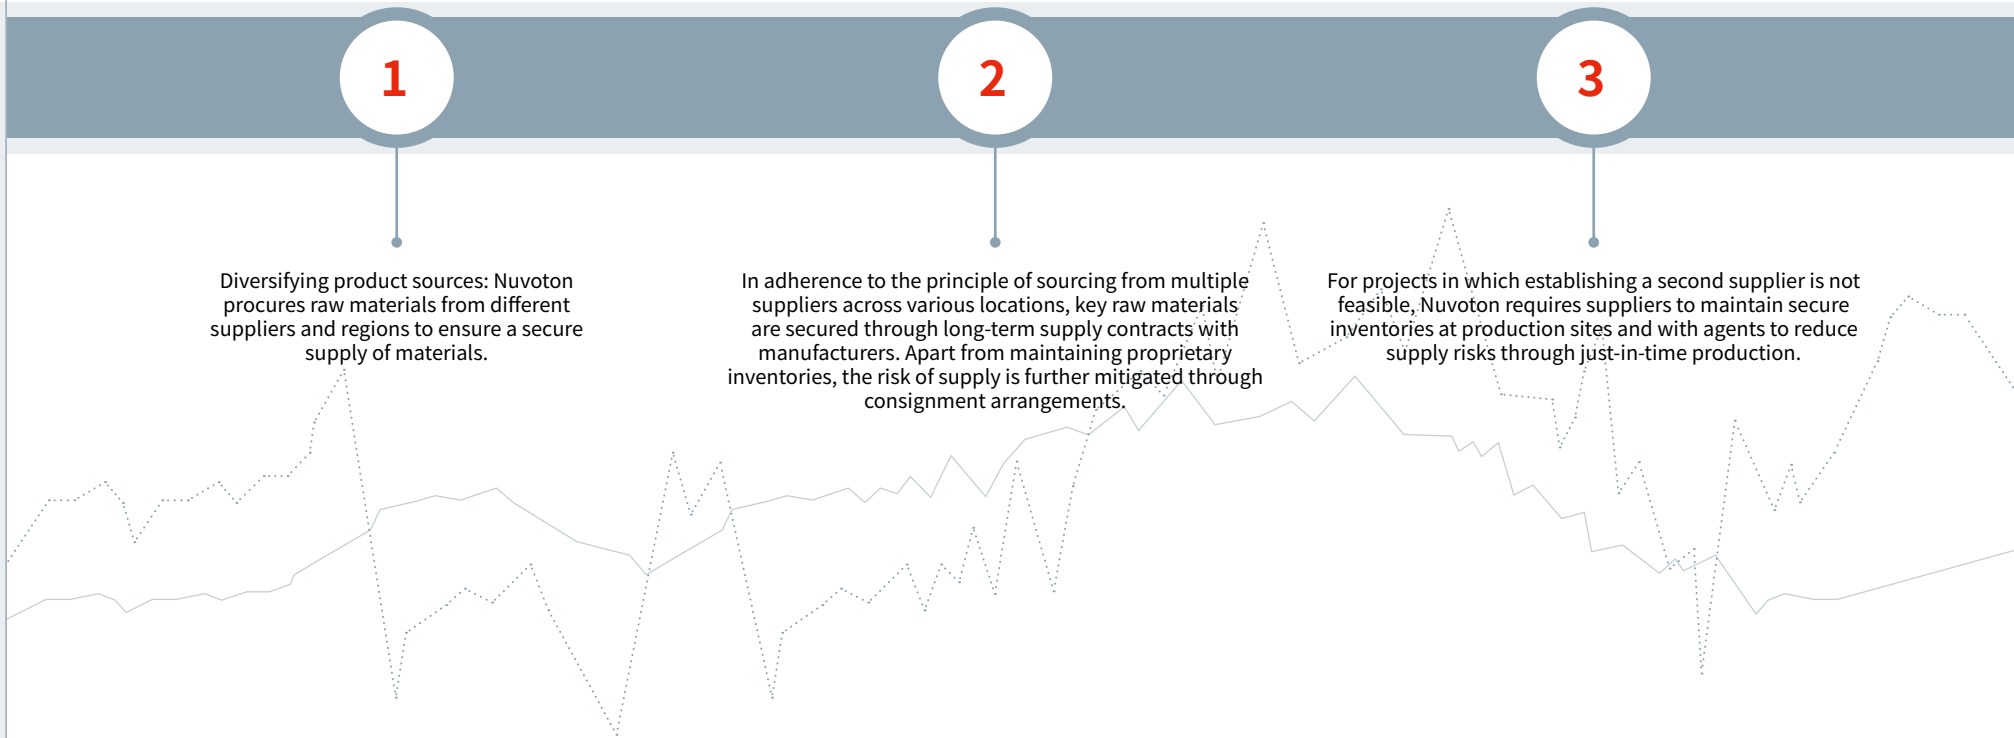 1
Diversifying product sources: Nuvoton
procures raw materials from different
suppliers and regions to ensure a secure
supply of materials.
2
In adherence to the principle of sourcing from multiple
suppliers across various locations, key raw materials
are secured through long-term supply contracts with
manufacturers. Apart from maintaining proprietary
inventories, the risk of supply is further mitigated through
consignment arrangements.
3
For projects in which establishing a second supplier is not
feasible, Nuvoton requires suppliers to maintain secure
inventories at production sites and with agents to reduce
supply risks through just-in-time production.